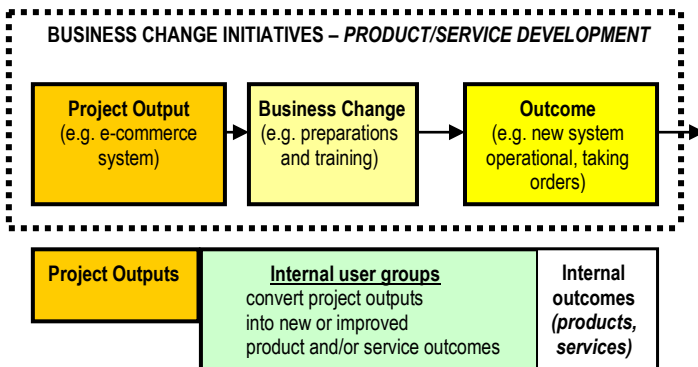 BUSINESS CHANGE INITIATIVES – PRODUCT/SERVICE DEVELOPMENT
Project Output
(e.g. e-commerce
system)
Business Change
(e.g. preparations
and training)
Outcome
(e.g. new system
operational, taking
orders)
Project Outputs
Internal user groups
convert project outputs
into new or improved
product and/or service outcomes
Internal
outcomes
(products,
services)